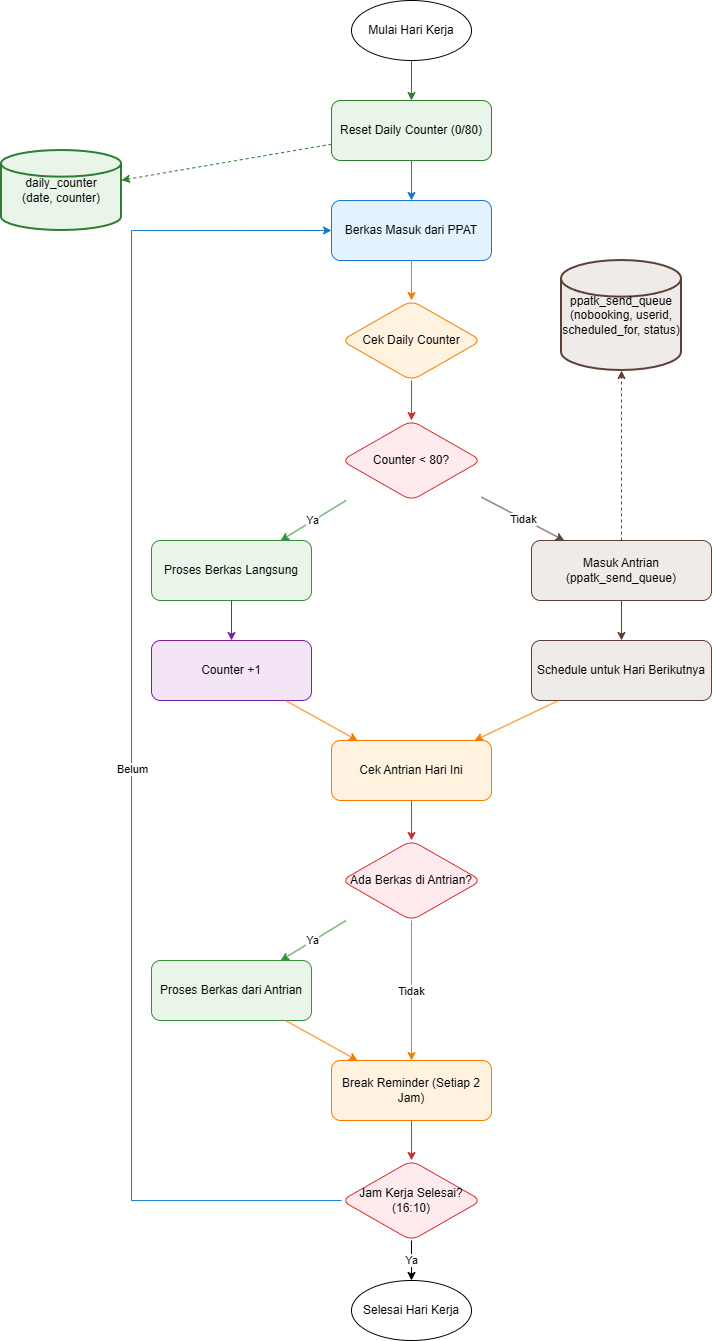 Mulai Hari Kerja
Reset Daily Counter (0/80)
daily_counter
(date, counter)
Berkas Masuk dari PPAT
ppatk_send_queue
(nobooking, userid,
scheduled_for, status)
Cek Daily Counter
Counter < 80?
Ya
Tidak
Proses Berkas Langsung
Masuk Antrian
(ppatk_send_queue)
Counter +1
Schedule untuk Hari Berikutnya
Cek Antrian Hari Ini
Belum
Ada Berkas di Antrian?
Ya
Proses Berkas dari Antrian
Tidak
Break Reminder (Setiap 2
Jam)
Jam Kerja Selesai?
(16:10)
Ya
Selesai Hari Kerja